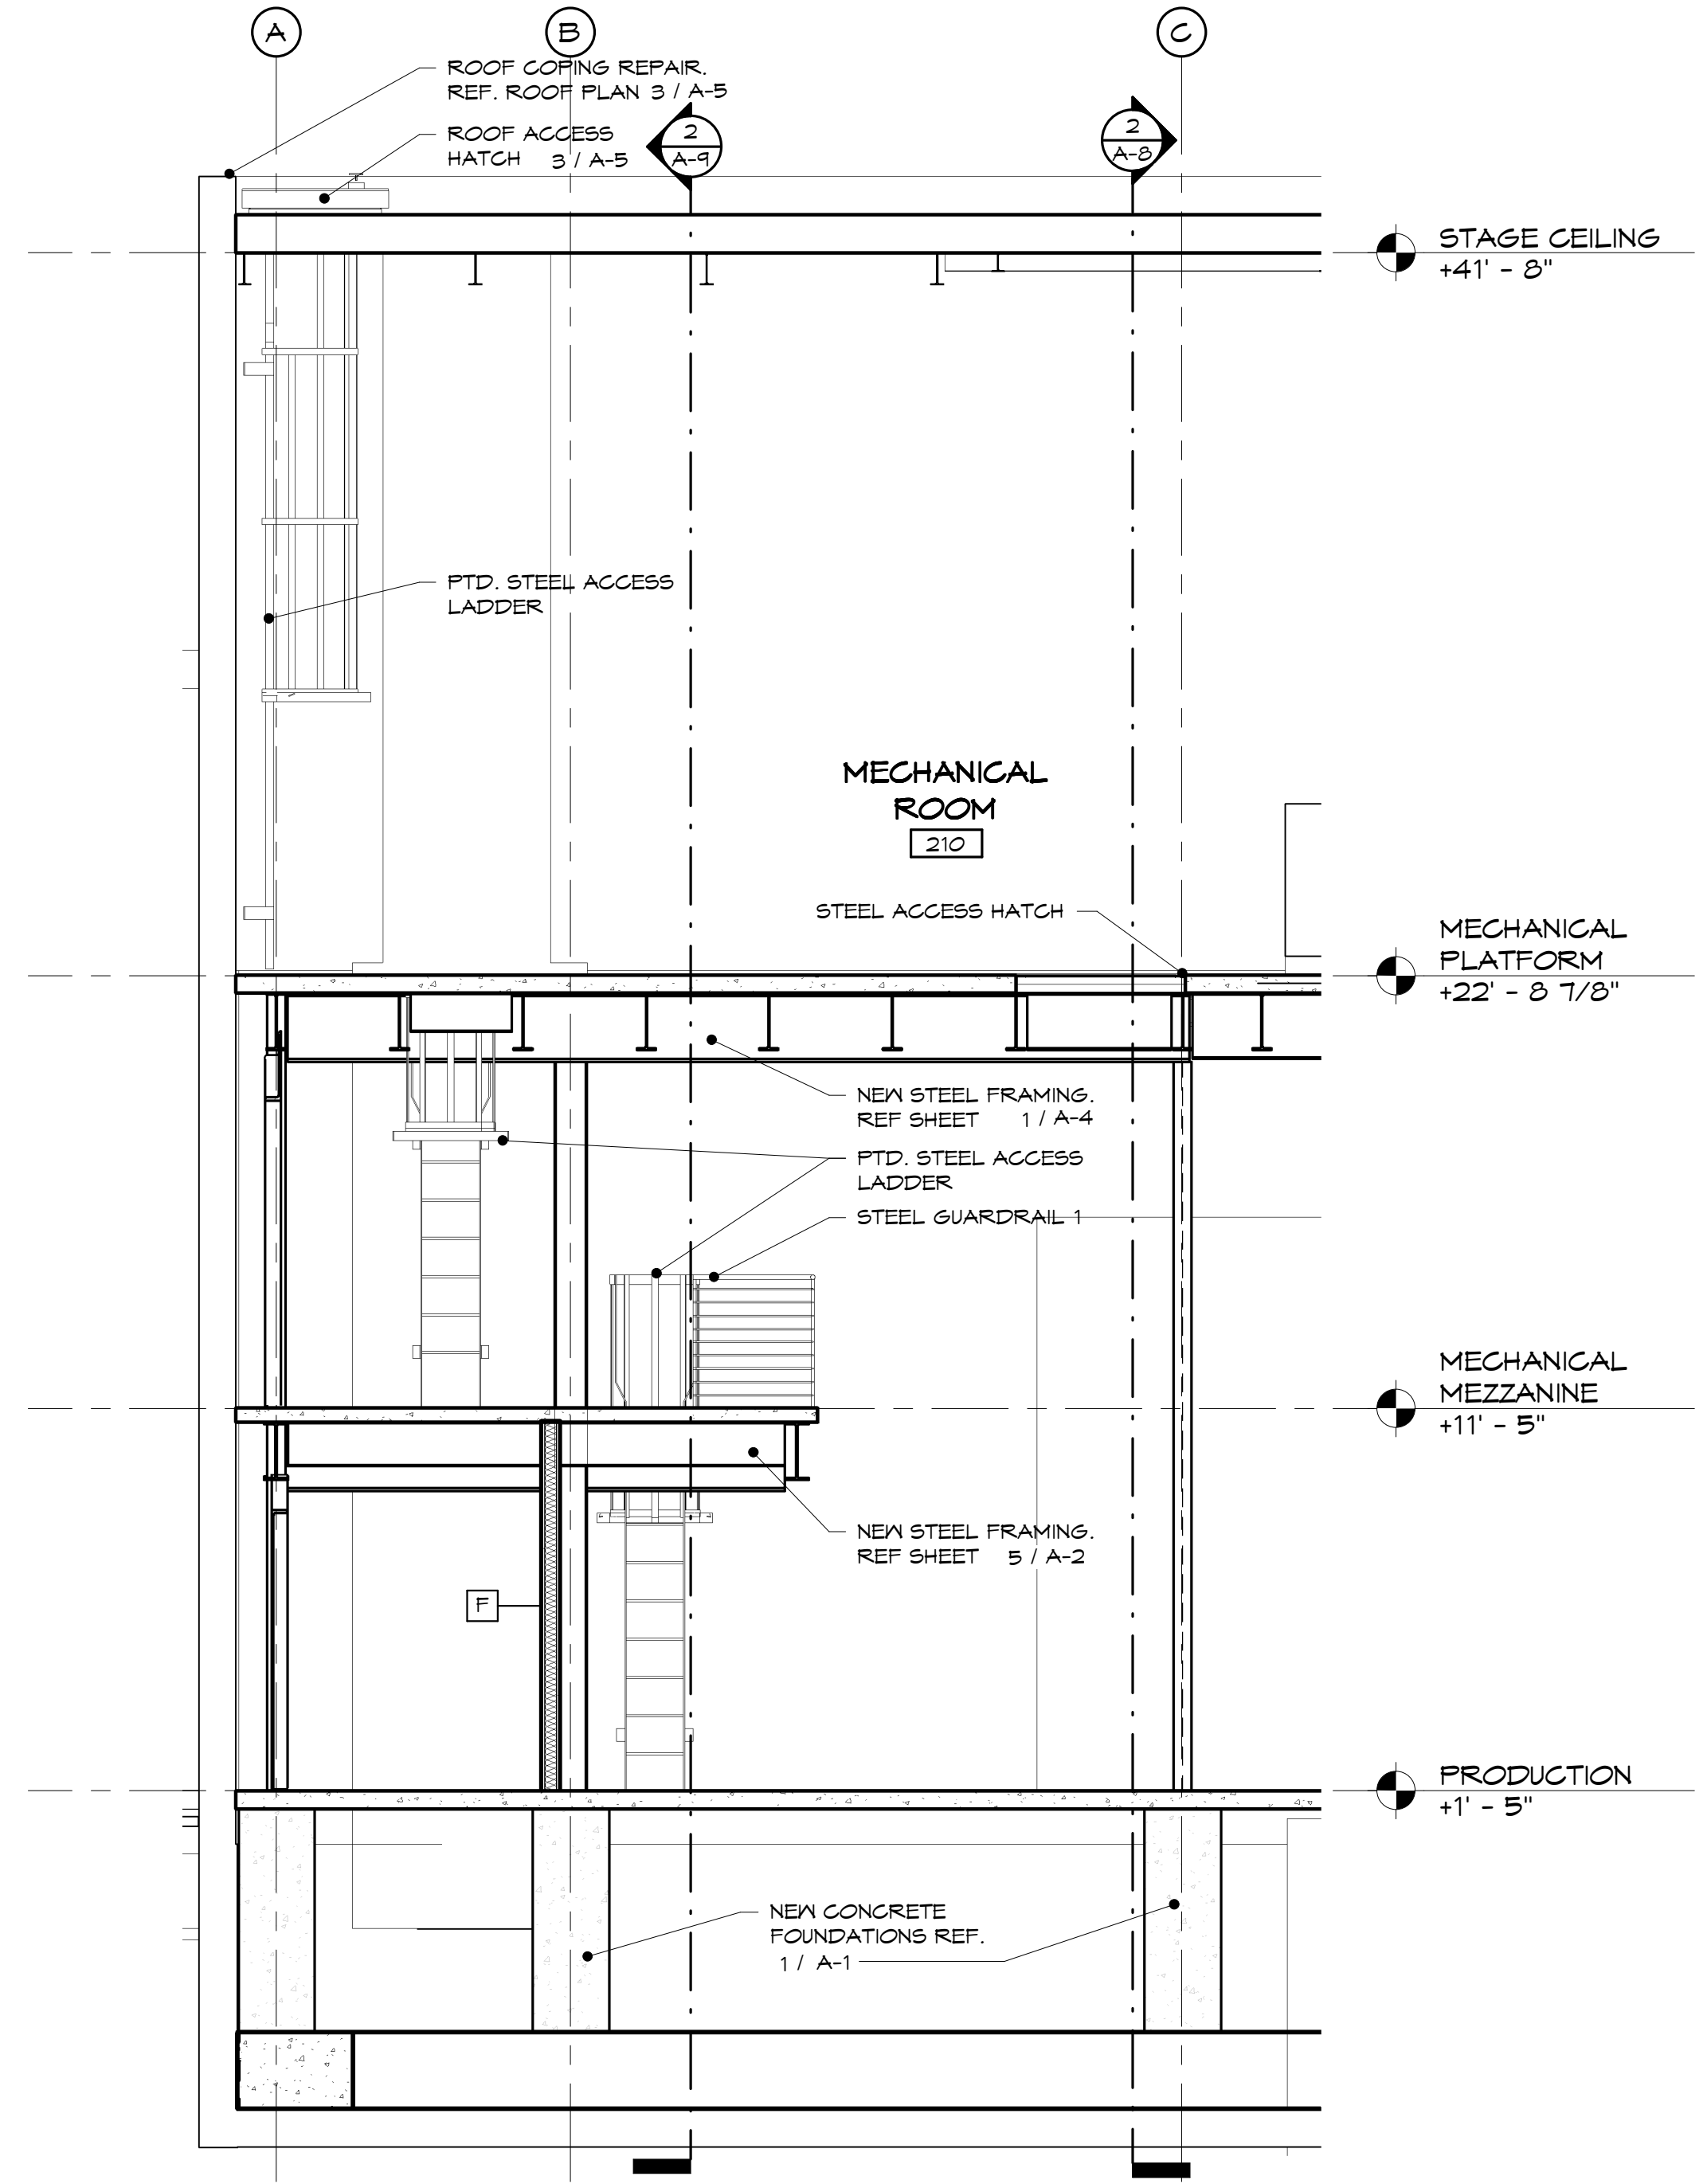 A
B
C
ROOF COPING REPAIR.
REF. ROOF PLAN 3 / A-5
ROOF ACCESS
HATCH 3 / A-5
2
A-9
2
A-8
STAGE CEILING
+41' - 8"
PTD. STEEL ACCESS
LADDER
MECHANICAL
ROOM
210
STEEL ACCESS HATCH
MECHANICAL
PLATFORM
+22' - 8 7/8"
NEW STEEL FRAMING.
REF SHEET 1 / A-4
PTD. STEEL ACCESS
LADDER
STEEL GUARDRAIL 1
MECHANICAL
MEZZANINE
+11' - 5"
NEW STEEL FRAMING.
REF SHEET 5 / A-2
F
PRODUCTION
+1' - 5"
NEW CONCRETE
FOUNDATIONS REF.
1 / A-1